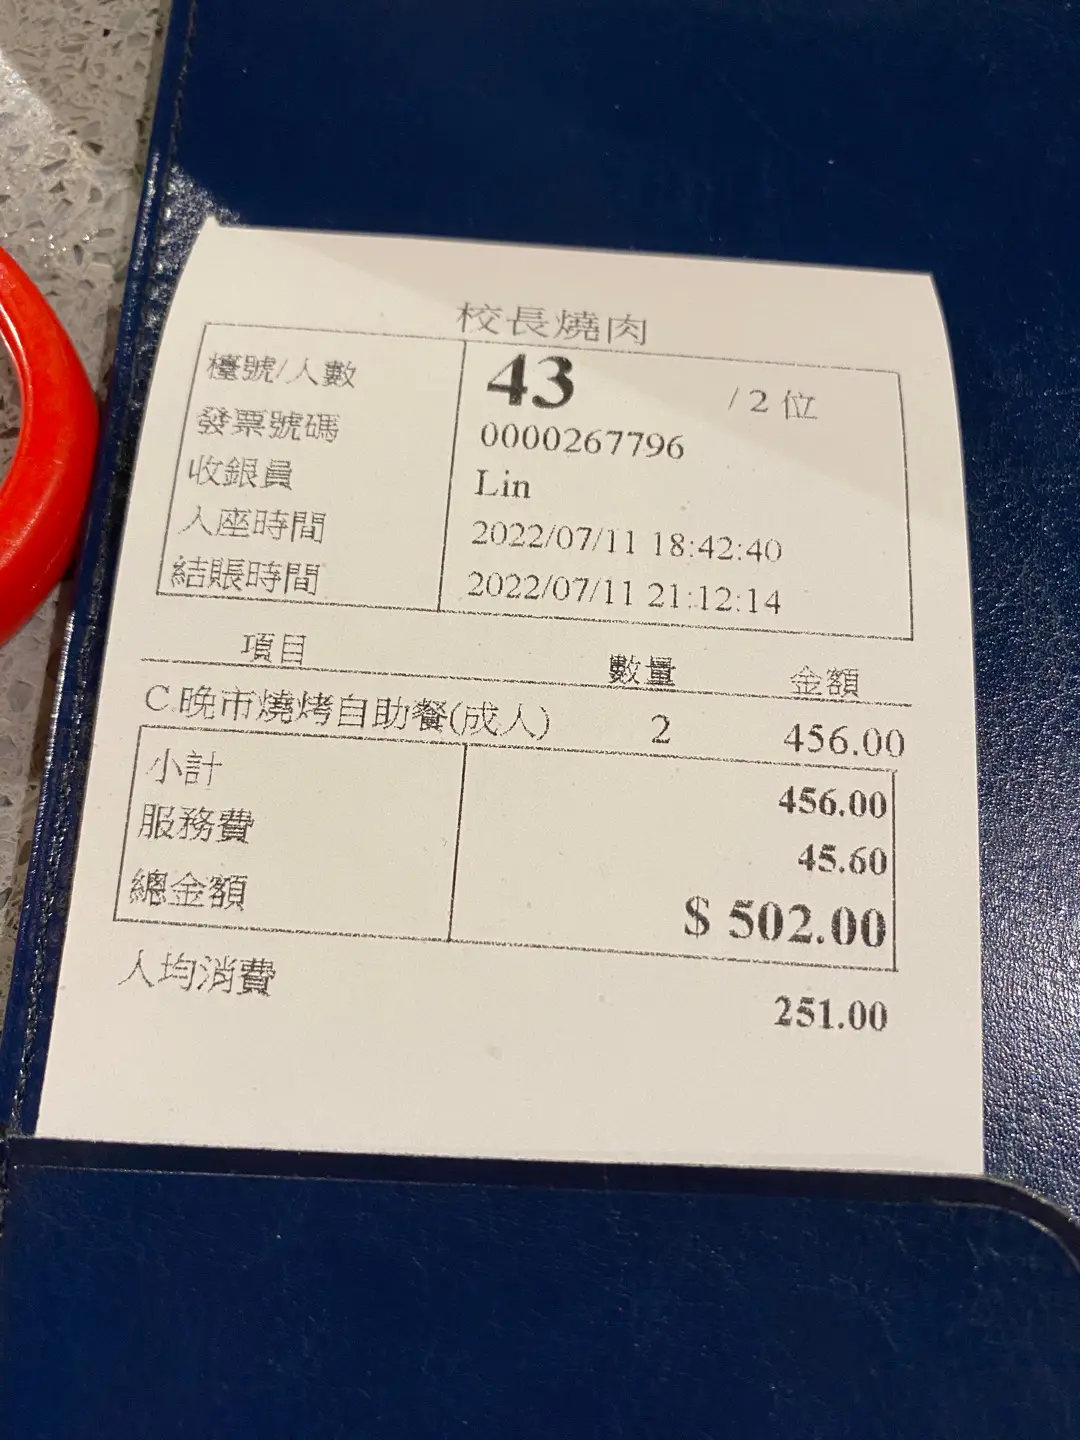 校長燒肉
檯號/人數 43 / 2 位
發票號碼 0000267796
收銀員 Lin
入座時間 2022/07/11 18:42:40
結賬時間 2022/07/11 21:12:14
項目 數量 金額
C.晚市燒烤自助餐(成人) 2 456.00
小計 456.00
服務費 45.60
總金額 $ 502.00
人均消費 251.00